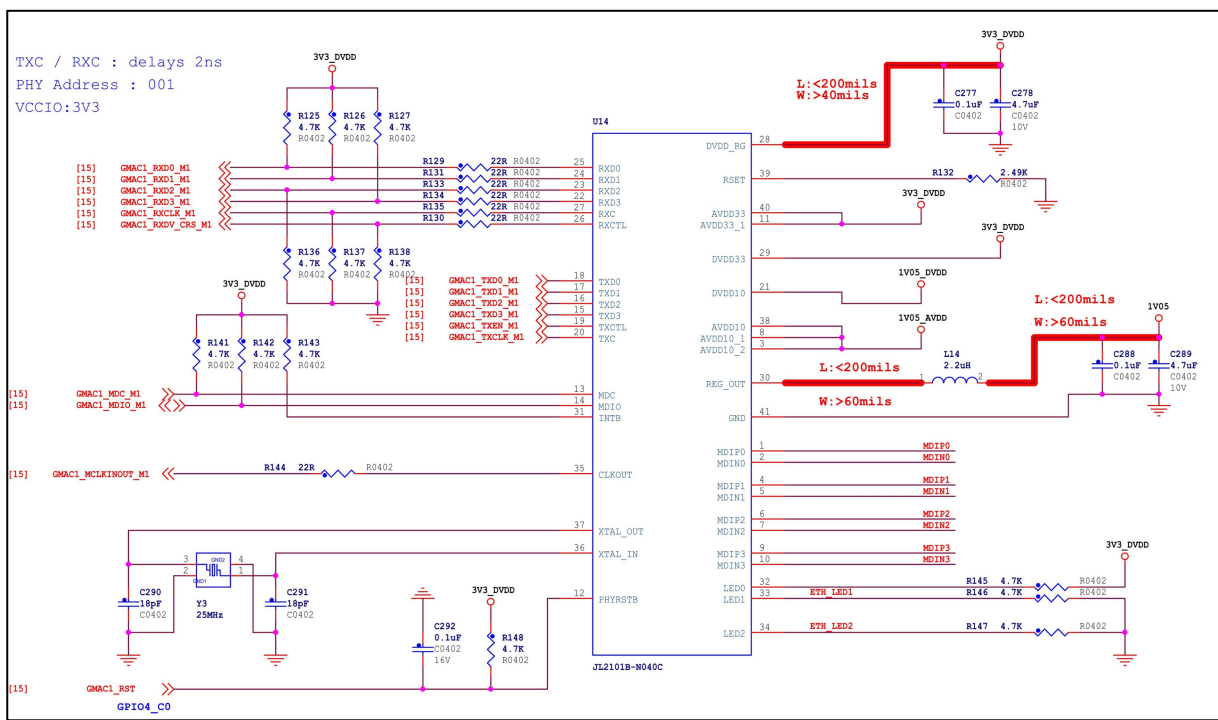 TXC / RXC : delays 2ns
PHY Address : 001
VCCIO:3V3
3V3_DVDD
R125 4.7K R0402
R126 4.7K R0402
R127 4.7K R0402
[15] GMAC1_RXD0_M1 R129 22R R0402 25 RXD0
[15] GMAC1_RXD1_M1 R131 22R R0402 24 RXD1
[15] GMAC1_RXD2_M1 R133 22R R0402 23 RXD2
[15] GMAC1_RXD3_M1 R134 22R R0402 22 RXD3
[15] GMAC1_RXCLK_M1 R135 22R R0402 27 RXC
[15] GMAC1_RXDV_CRS_M1 R130 22R R0402 26 RXCTL
R136 4.7K R0402
R137 4.7K R0402
R138 4.7K R0402
[15] GMAC1_TXD0_M1 18 TXD0
[15] GMAC1_TXD1_M1 17 TXD1
[15] GMAC1_TXD2_M1 16 TXD2
[15] GMAC1_TXD3_M1 15 TXD3
[15] GMAC1_TXEN_M1 19 TXCTL
[15] GMAC1_TXCLK_M1 20 TXC
3V3_DVDD
R141 4.7K R0402
R142 4.7K R0402
R143 4.7K R0402
[15] GMAC1_MDC_M1 13 MDC
[15] GMAC1_MDIO_M1 14 MDIO
31 INTB
[15] GMAC1_MCLKINOUT_M1 R144 22R R0402 35 CLKOUT
37 XTAL_OUT
36 XTAL_IN
3 GND2 4
2 GND1 1
Y3
25MHz
C290 18pF C0402
C291 18pF C0402
12 PHYRSTB
C292 0.1uF C0402 16V
3V3_DVDD
R148 4.7K R0402
[15] GMAC1_RST
GPIO4_C0
U14
JL2101B-N040C
3V3_DVDD
L:<200mils
W:>40mils
C277 0.1uF C0402
C278 4.7uF C0402 10V
DVDD_RG 28
RSET 39 R132 2.49K R0402
3V3_DVDD
AVDD33 40
AVDD33_1 11
3V3_DVDD
DVDD33 29
1V05_DVDD
DVDD10 21
1V05_AVDD
AVDD10 38
AVDD10_1 8
AVDD10_2 3
L:<200mils
W:>60mils
1V05
C288 0.1uF C0402
C289 4.7uF C0402 10V
L:<200mils
W:>60mils
REG_OUT 30 1 L14 2.2uH 2
GND 41
MDIP0 1 MDIP0
MDIN0 2 MDIN0
MDIP1 4 MDIP1
MDIN1 5 MDIN1
MDIP2 6 MDIP2
MDIN2 7 MDIN2
MDIP3 9 MDIP3
MDIN3 10 MDIN3
3V3_DVDD
LED0 32 R145 4.7K R0402
LED1 33 ETH_LED1 R146 4.7K R0402
LED2 34 ETH_LED2 R147 4.7K R0402